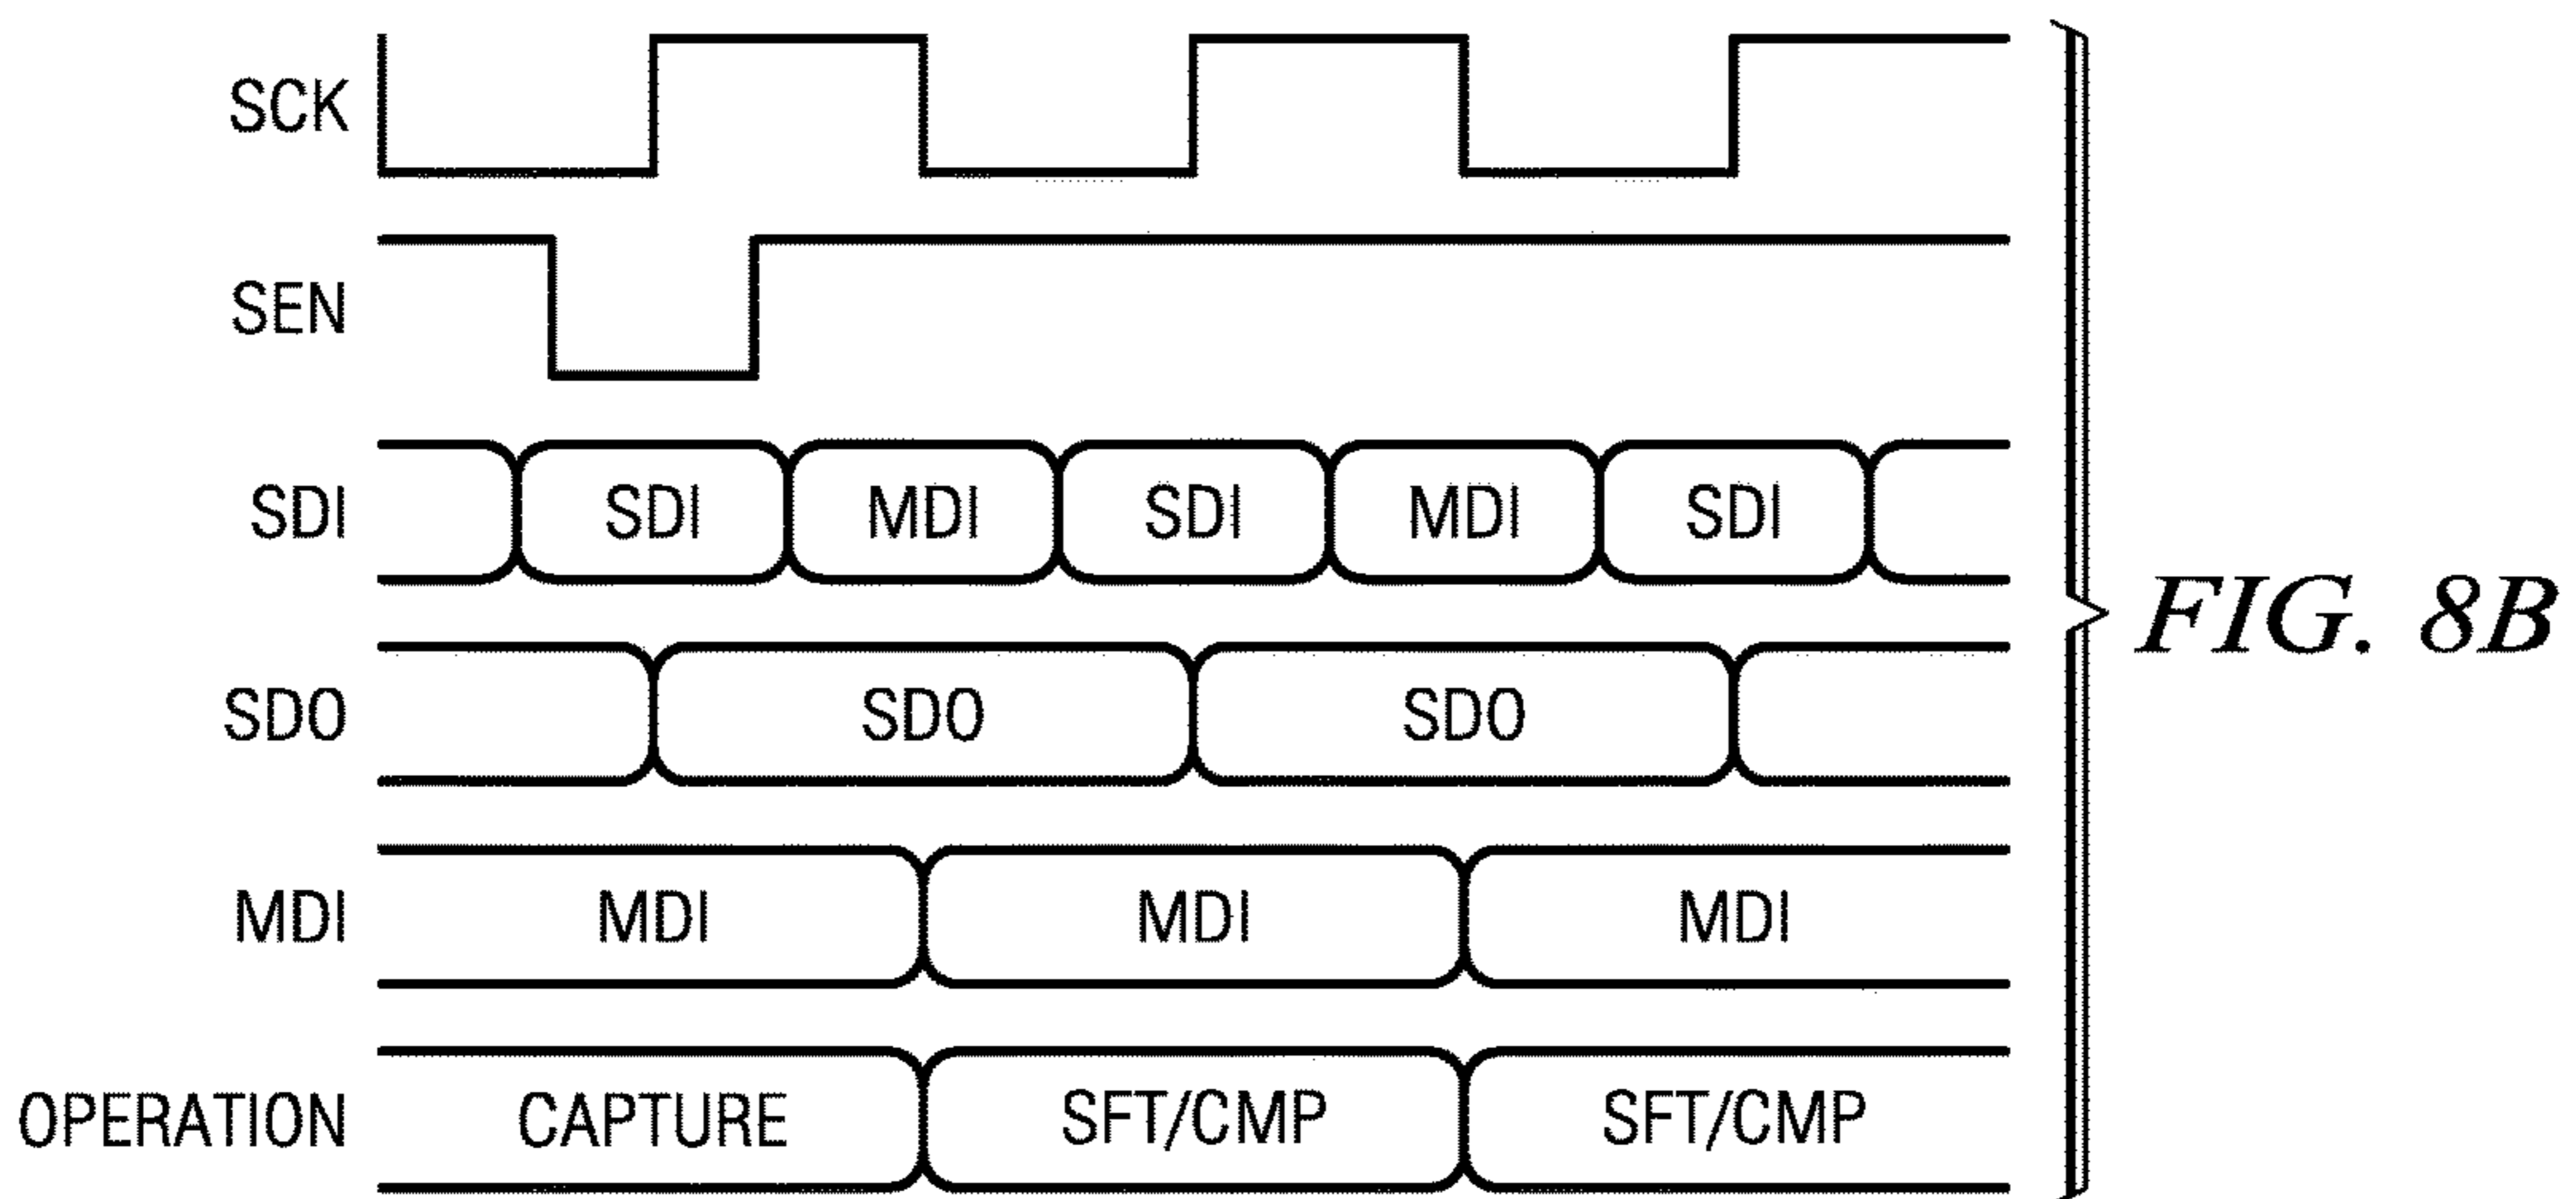 SCK
SEN
SDI SDI MDI SDI MDI SDI
SDO SDO SDO
MDI MDI MDI MDI
OPERATION CAPTURE SFT/CMP SFT/CMP
FIG. 8B